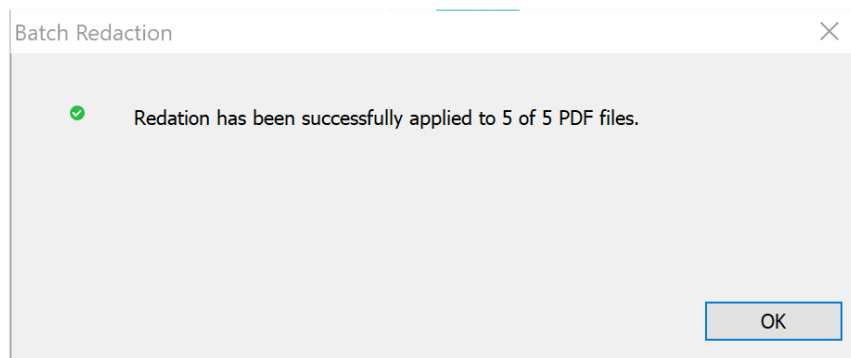 Batch Redaction
Redation has been successfully applied to 5 of 5 PDF files.
OK